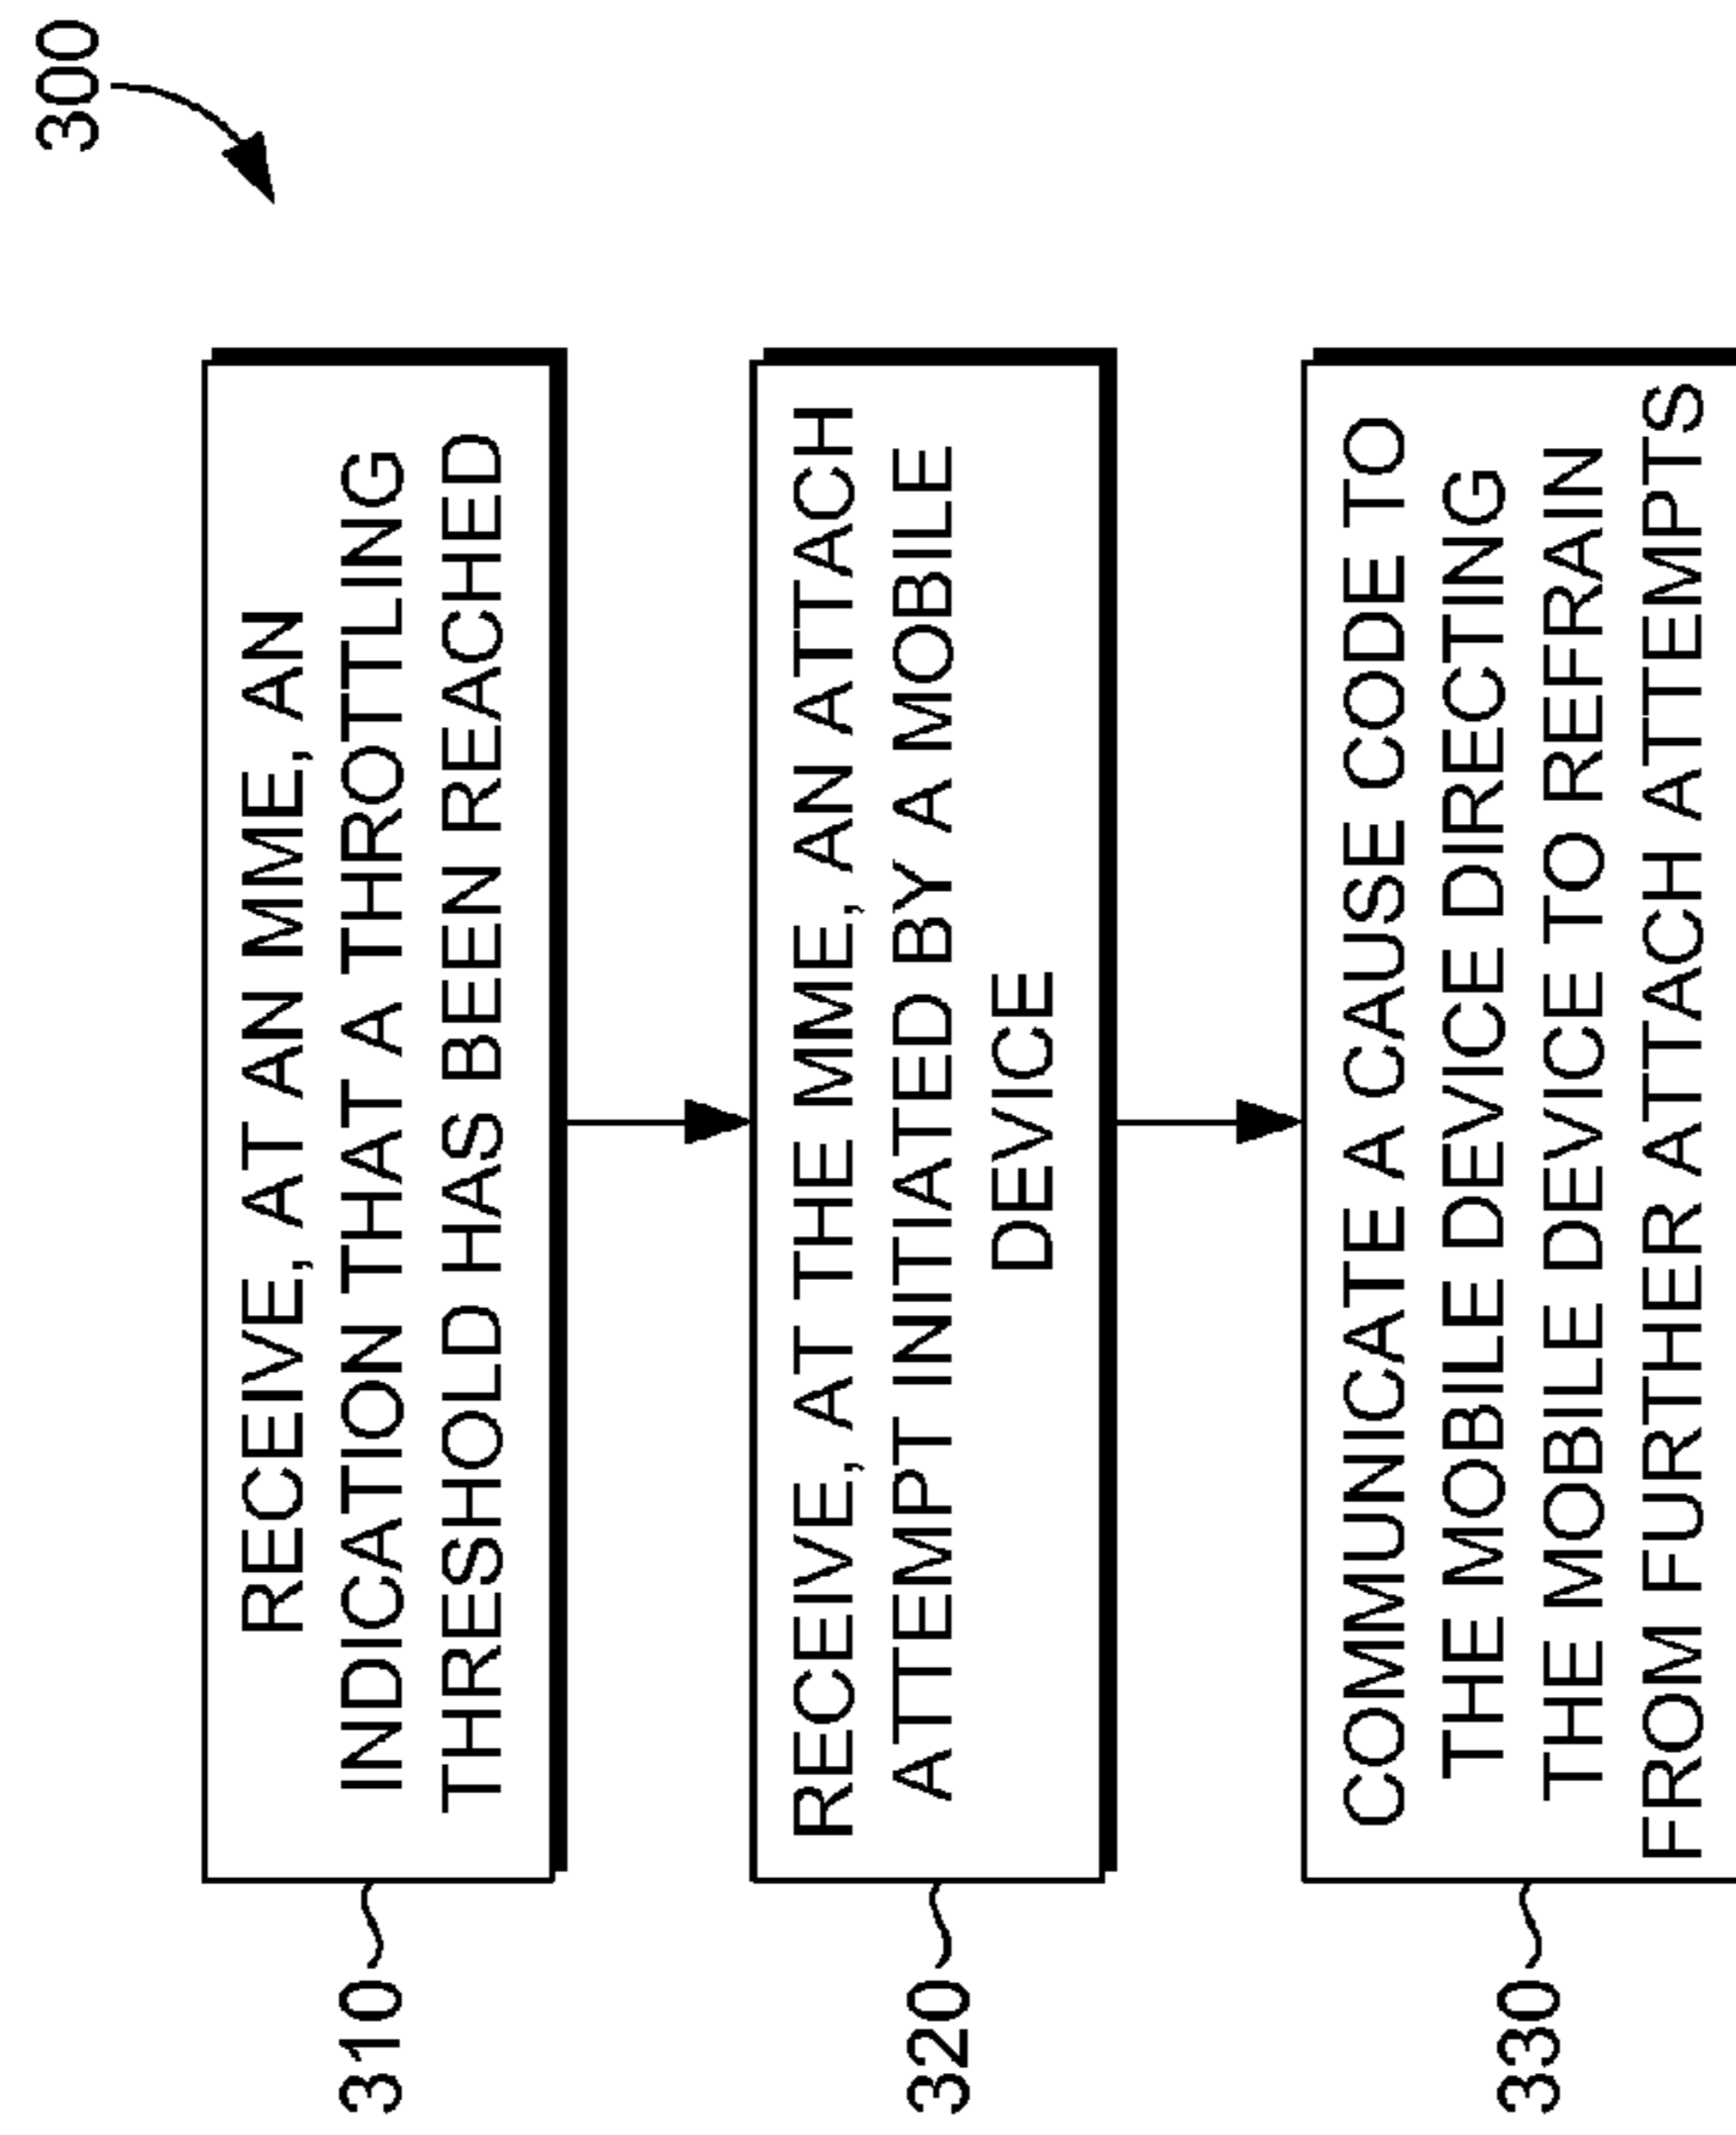 300
310
RECEIVE, AT AN MME, AN
INDICATION THAT A THROTTLING
THRESHOLD HAS BEEN REACHED
320
RECEIVE, AT THE MME, AN ATTACH
ATTEMPT INITIATED BY A MOBILE
DEVICE
330
COMMUNICATE A CAUSE CODE TO
THE MOBILE DEVICE DIRECTING
THE MOBILE DEVICE TO REFRAIN
FROM FURTHER ATTACH ATTEMPTS